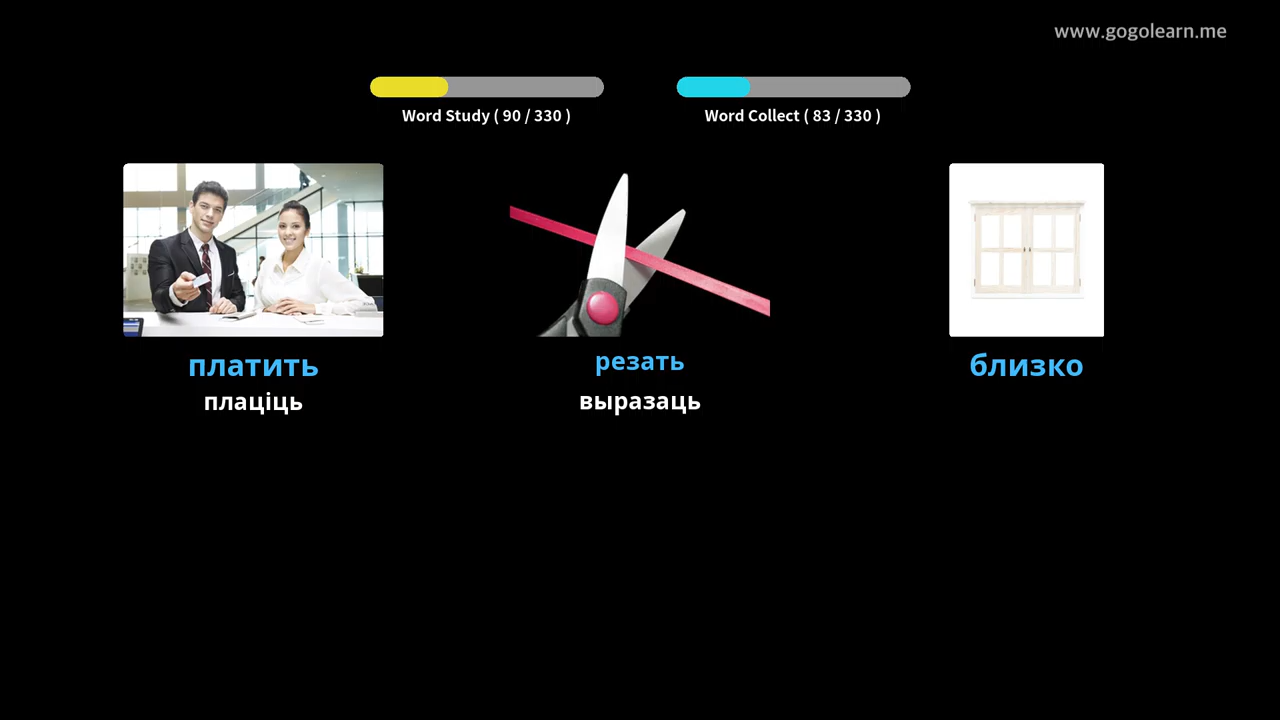 www.gogolearn.me
Word Study ( 90 / 330 )
Word Collect ( 83 / 330 )
платить
плаціць
резать
выразаць
близко